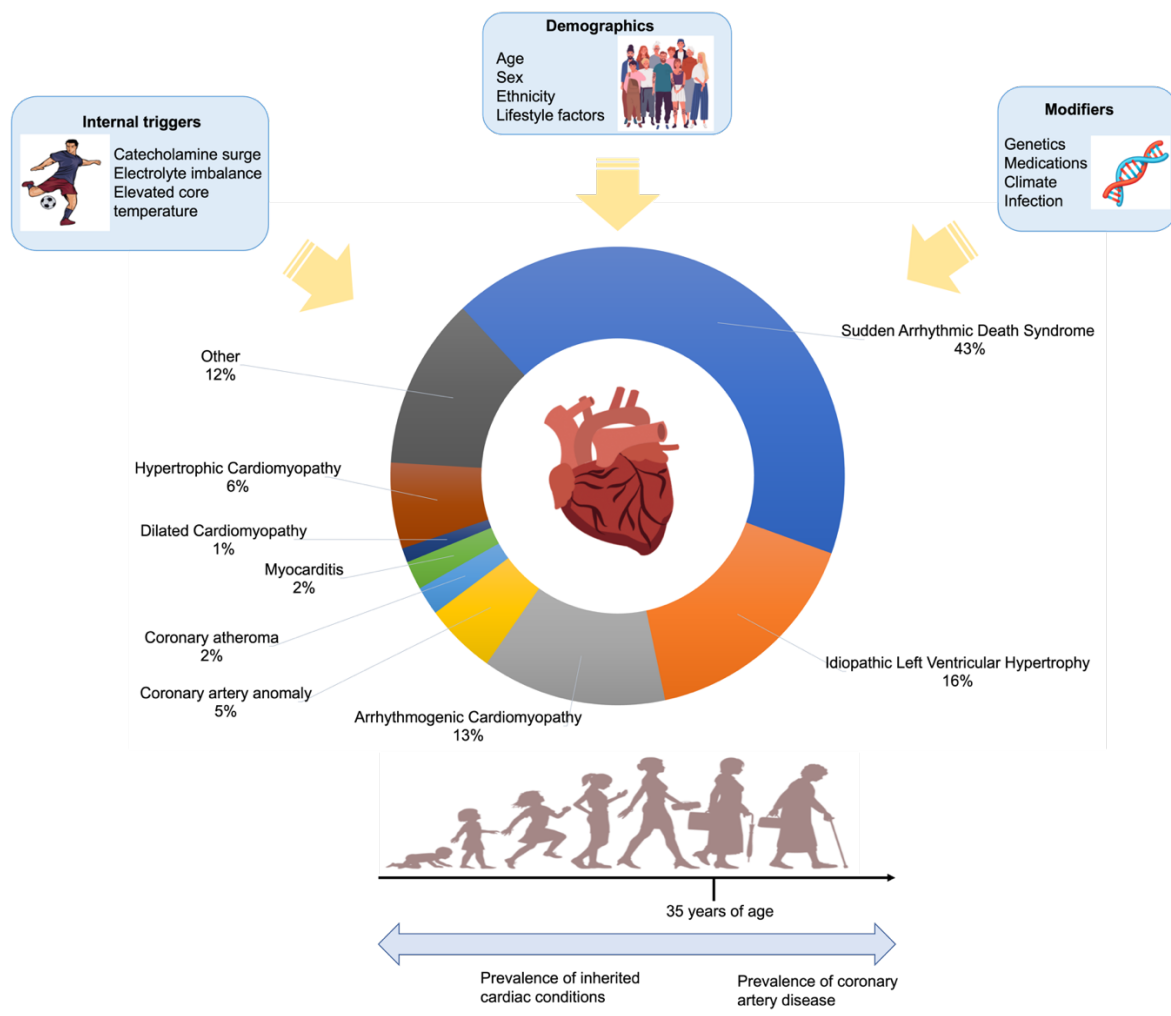 Demographics
Age
Sex
Ethnicity
Lifestyle factors
Internal triggers
Catecholamine surge
Electrolyte imbalance
Elevated core
temperature
Modifiers
Genetics
Medications
Climate
Infection
Sudden Arrhythmic Death Syndrome
43%
Other
12%
Hypertrophic Cardiomyopathy
6%
Dilated Cardiomyopathy
1%
Myocarditis
2%
Coronary atheroma
2%
Coronary artery anomaly
5%
Arrhythmogenic Cardiomyopathy
13%
Idiopathic Left Ventricular Hypertrophy
16%
35 years of age
Prevalence of inherited
cardiac conditions
Prevalence of coronary
artery disease